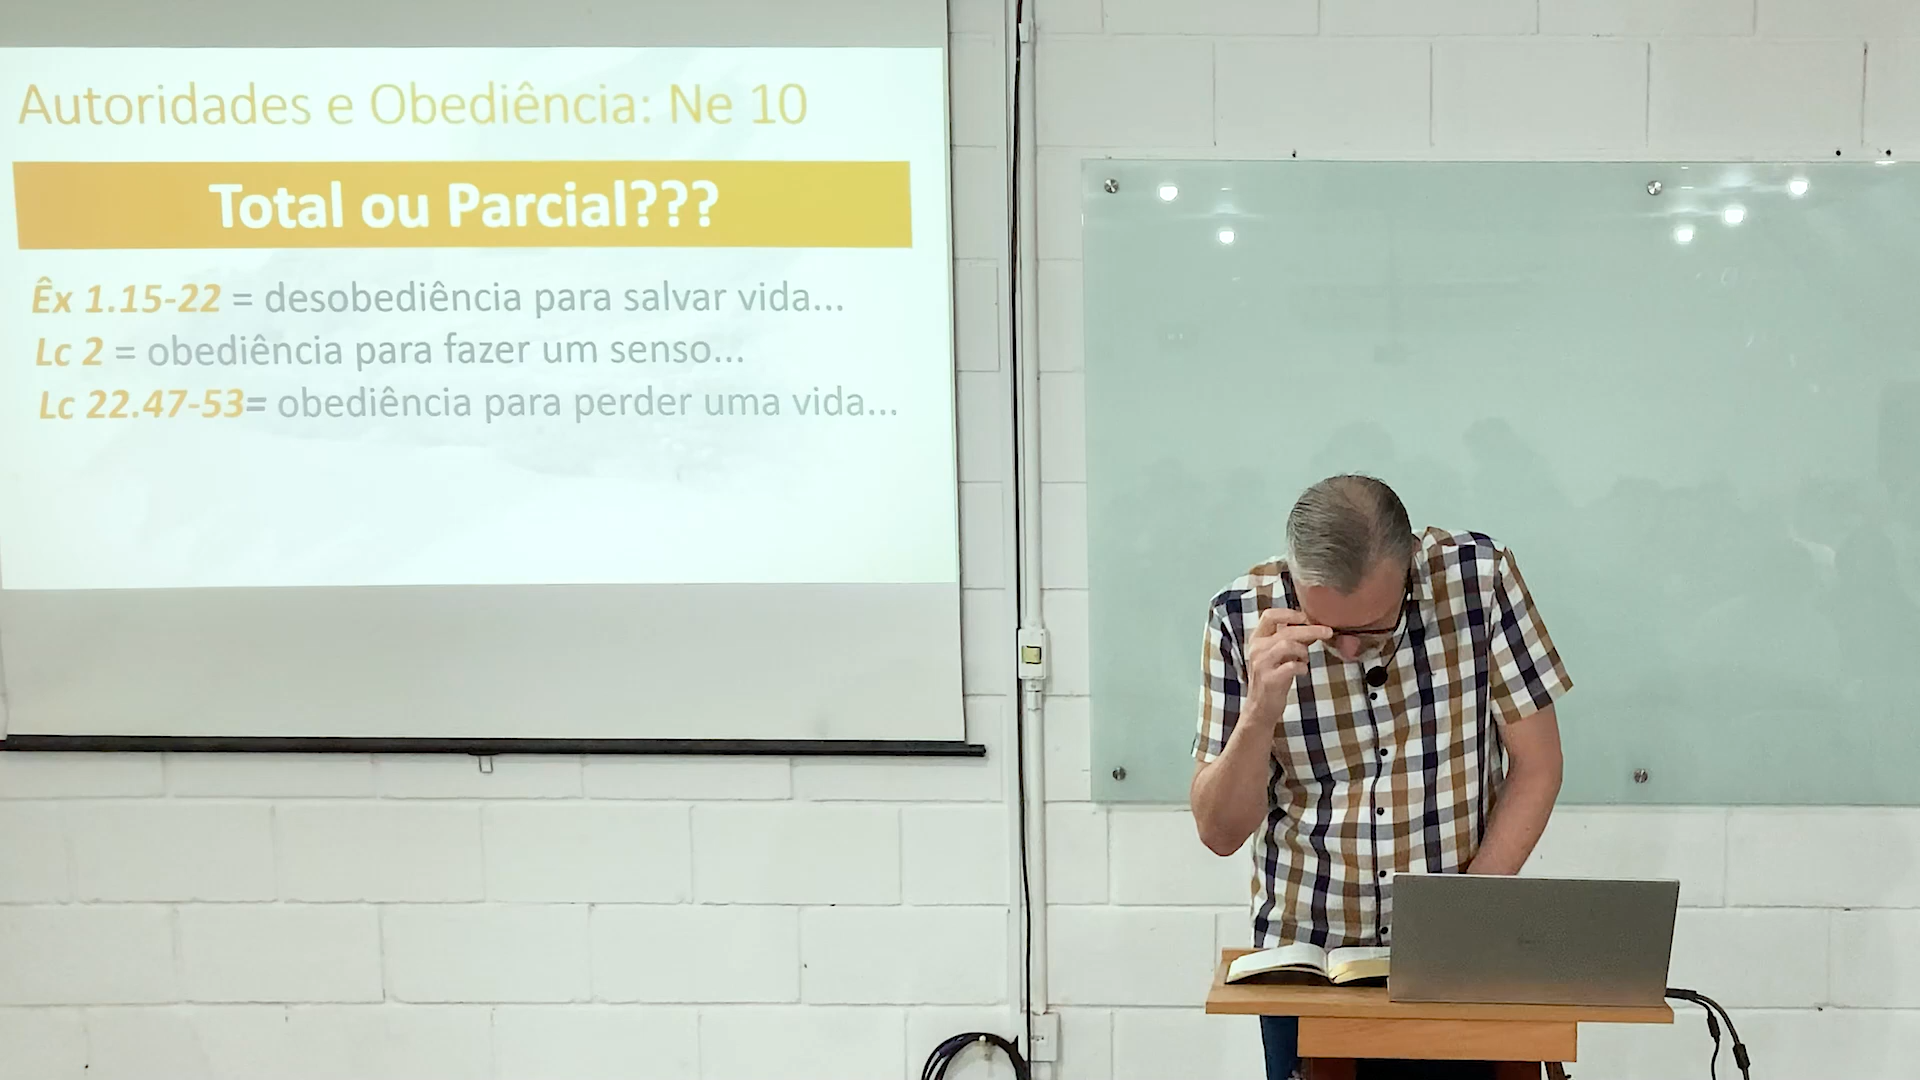 Autoridades e Obediência: Ne 10
Total ou Parcial???
Êx 1.15-22 = desobediência para salvar vida...
Lc 2 = obediência para fazer um senso...
Lc 22.47-53= obediência para perder uma vida...